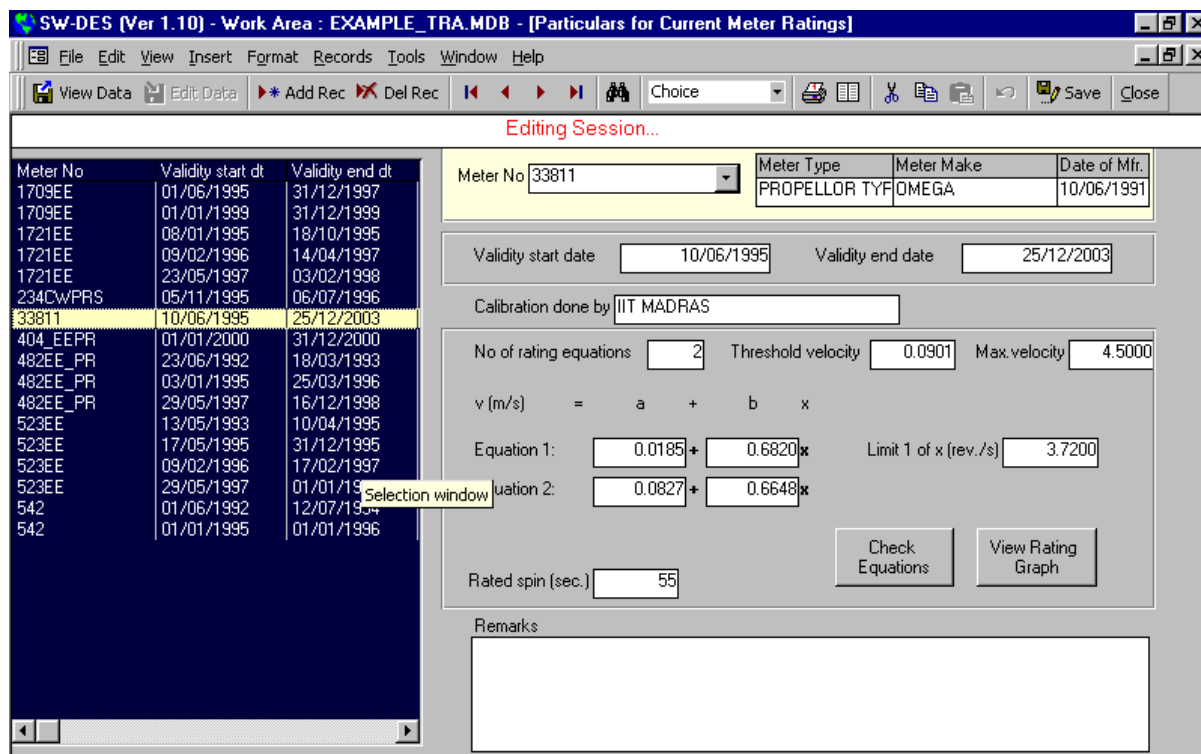 SW-DES (Ver 1.10) - Work Area : EXAMPLE_TRA.MDB - [Particulars for Current Meter Ratings]
File Edit View Insert Format Records Tools Window Help
View Data Edit Data Add Rec Del Rec Choice Save Close
Editing Session...
Meter No Validity start dt Validity end dt
1709EE 01/06/1995 31/12/1997
1709EE 01/01/1999 31/12/1999
1721EE 08/01/1995 18/10/1995
1721EE 09/02/1996 14/04/1997
1721EE 23/05/1997 03/02/1998
234CWPRS 05/11/1995 06/07/1996
33811 10/06/1995 25/12/2003
404_EEPR 01/01/2000 31/12/2000
482EE_PR 23/06/1992 18/03/1993
482EE_PR 03/01/1995 25/03/1996
482EE_PR 29/05/1997 16/12/1998
523EE 13/05/1993 10/04/1995
523EE 17/05/1995 31/12/1995
523EE 09/02/1996 17/02/1997
523EE 29/05/1997 01/01/19
542 01/06/1992 12/07/1994
542 01/01/1995 01/01/1996
Selection window
Meter No 33811
Meter Type Meter Make Date of Mfr.
PROPELLOR TYF OMEGA 10/06/1991
Validity start date 10/06/1995 Validity end date 25/12/2003
Calibration done by IIT MADRAS
No of rating equations 2 Threshold velocity 0.0901 Max.velocity 4.5000
v (m/s) = a + b x
Equation 1: 0.0185 + 0.6820 x Limit 1 of x (rev./s) 3.7200
uation 2: 0.0827 + 0.6648 x
Check Equations
View Rating Graph
Rated spin (sec.) 55
Remarks